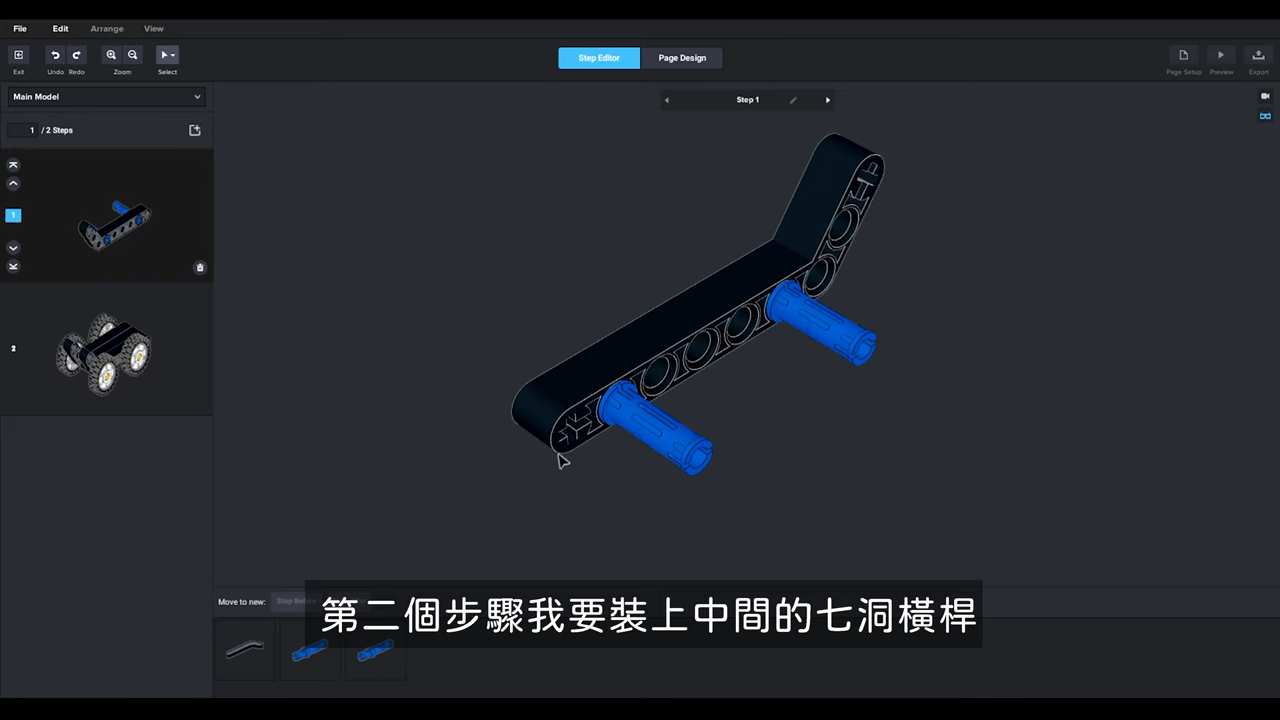 File Edit Arrange View
Exit Undo Redo Zoom Select
Step Editor Page Design
Page Setup Preview Export
Main Model
Step 1
1 / 2 Steps
1
2
Move to new:
第二個步驟我要裝上中間的七洞橫桿